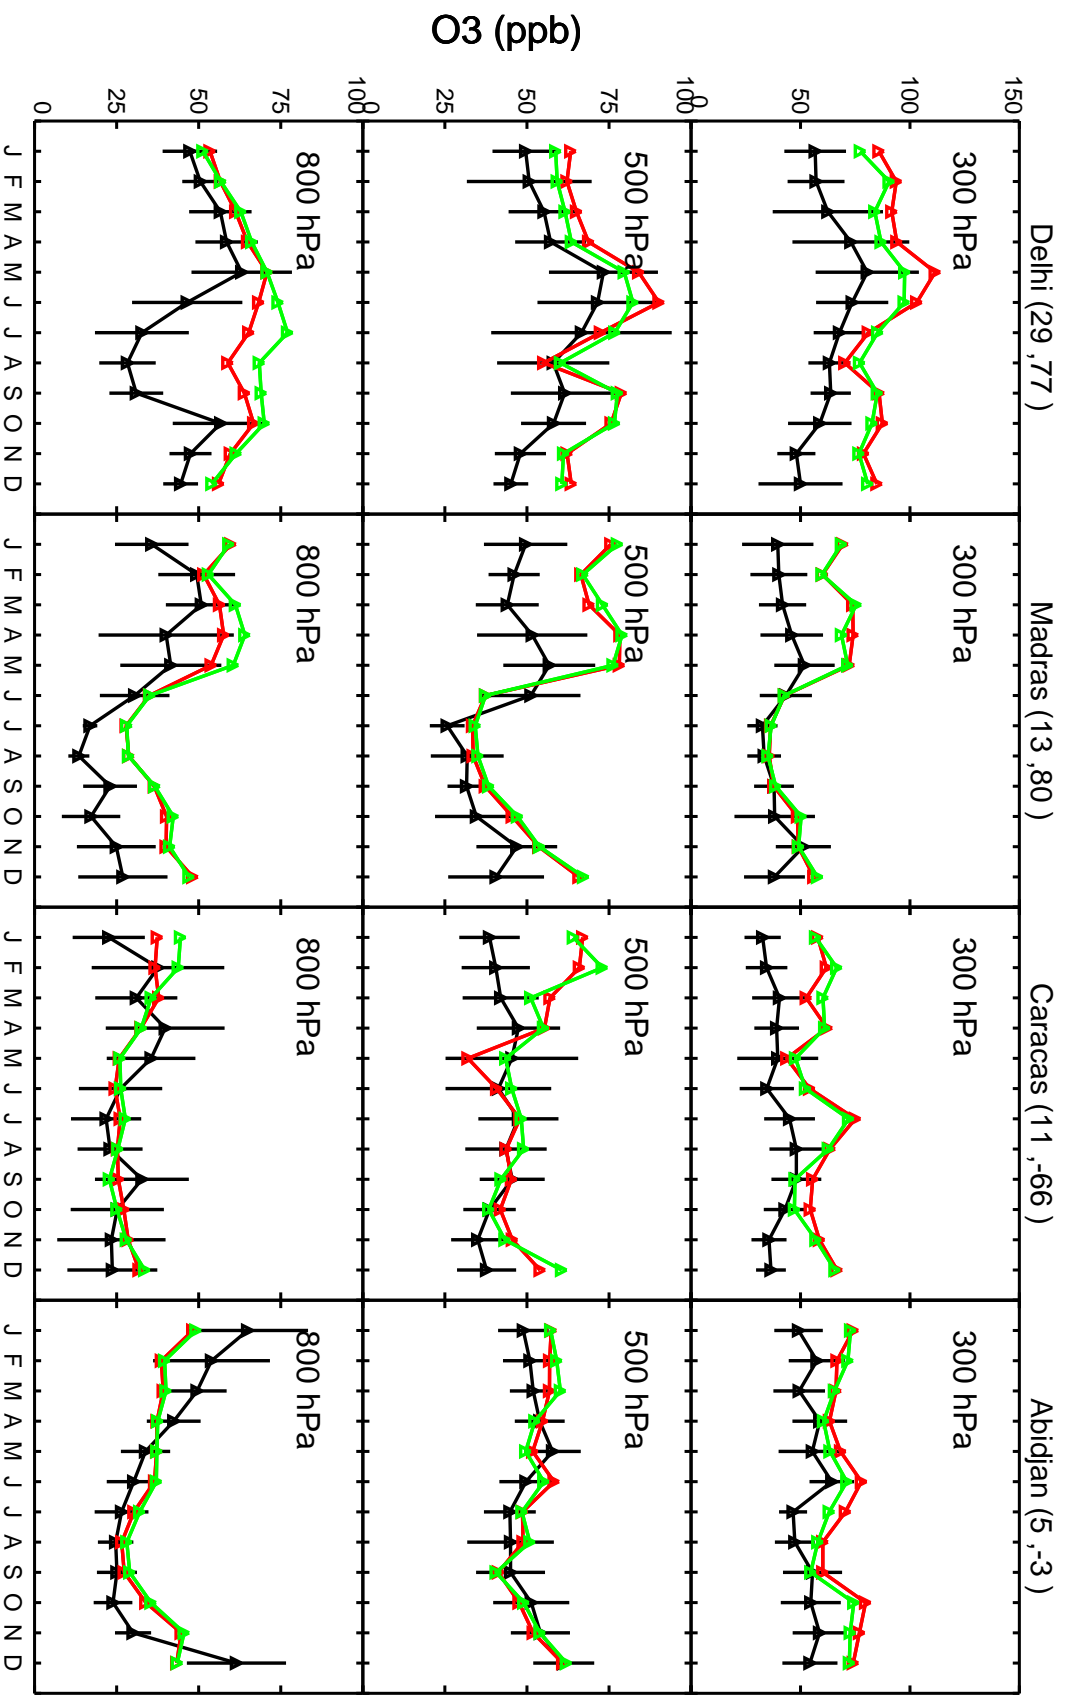 Delhi (29 ,77 )
Madras (13 ,80 )
Caracas (11 ,-66 )
Abidjan (5 ,-3 )
150
100
50
0
300 hPa
300 hPa
300 hPa
300 hPa
100
75
50
25
0
500 hPa
500 hPa
500 hPa
500 hPa
100
75
50
25
0
800 hPa
800 hPa
800 hPa
800 hPa
O3 (ppb)
J F M A M J J A S O N D
J F M A M J J A S O N D
J F M A M J J A S O N D
J F M A M J J A S O N D